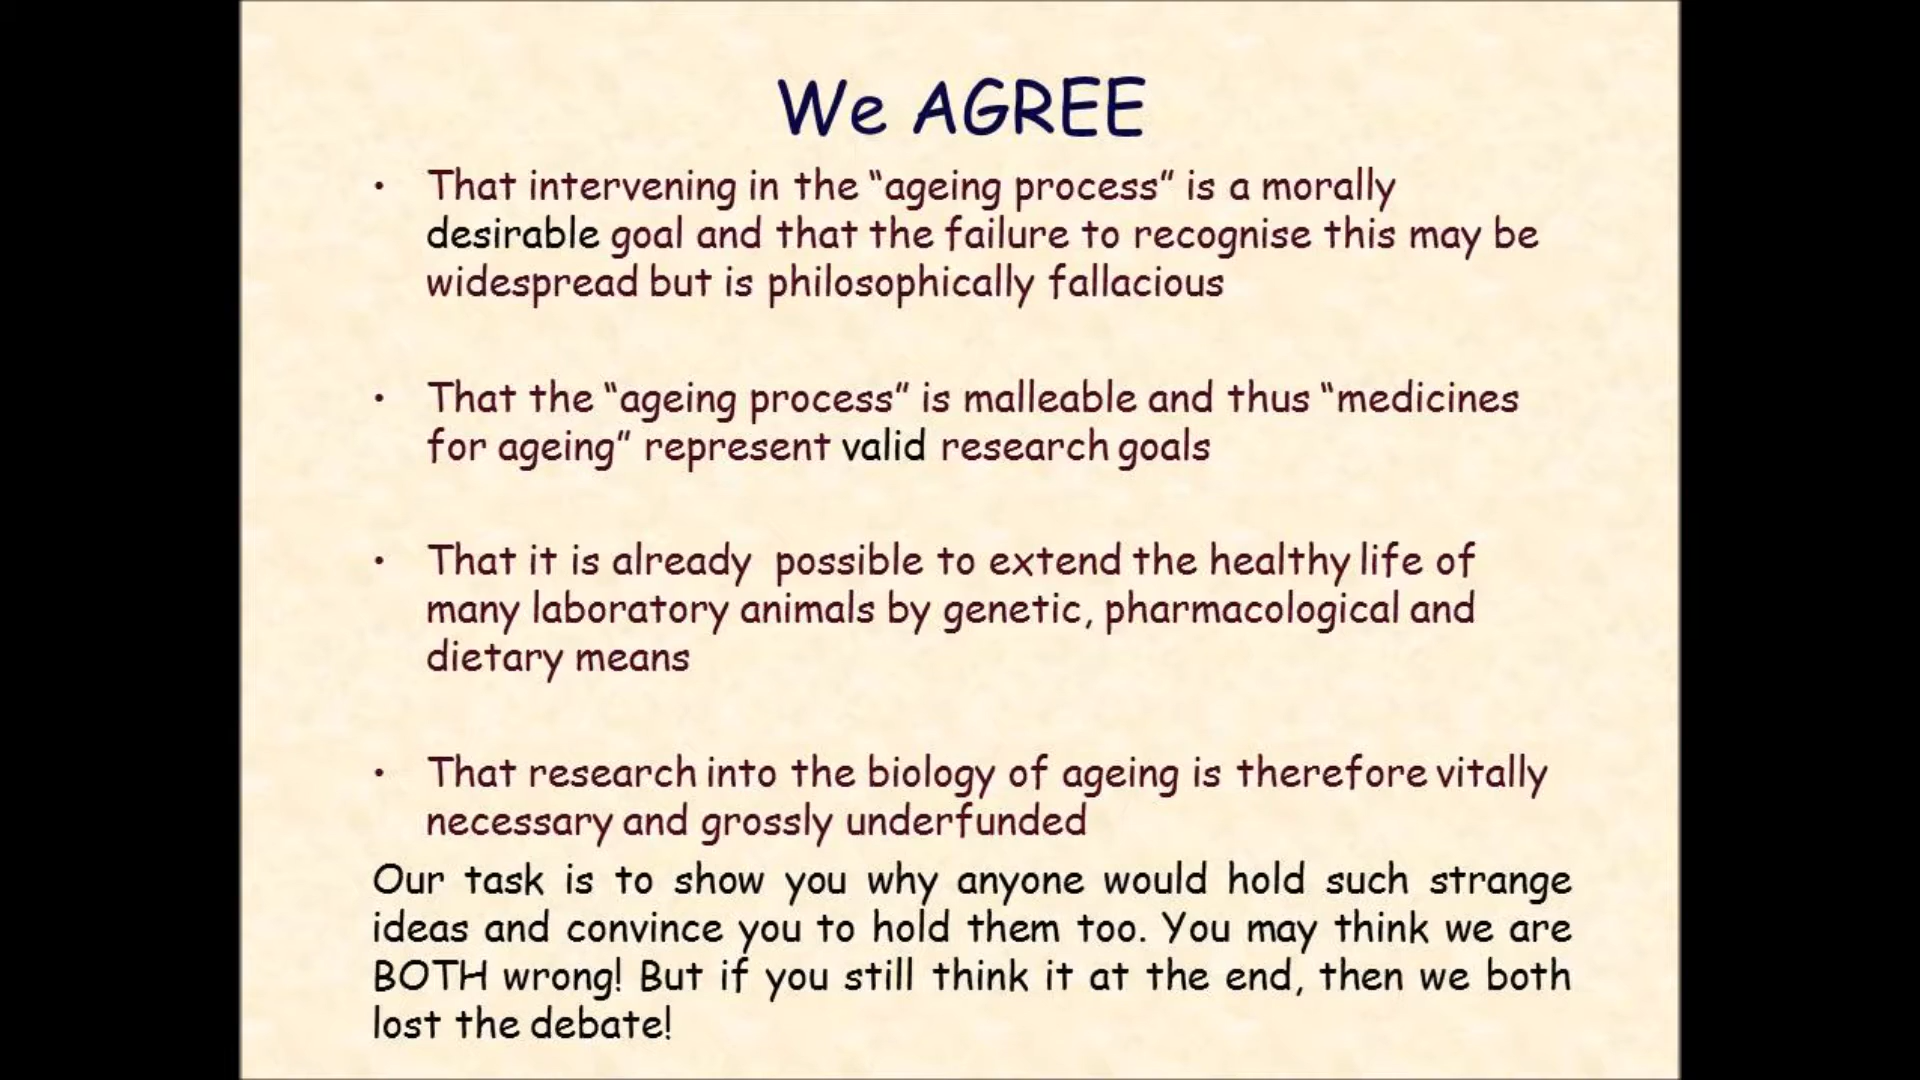 We AGREE
• That intervening in the “ageing process” is a morally
desirable goal and that the failure to recognise this may be
widespread but is philosophically fallacious
• That the “ageing process” is malleable and thus “medicines
for ageing” represent valid research goals
• That it is already  possible to extend the healthy life of
many laboratory animals by genetic, pharmacological and
dietary means
• That research into the biology of ageing is therefore vitally
necessary and grossly underfunded
Our task is to show you why anyone would hold such strange
ideas and convince you to hold them too. You may think we are
BOTH wrong! But if you still think it at the end, then we both
lost the debate!